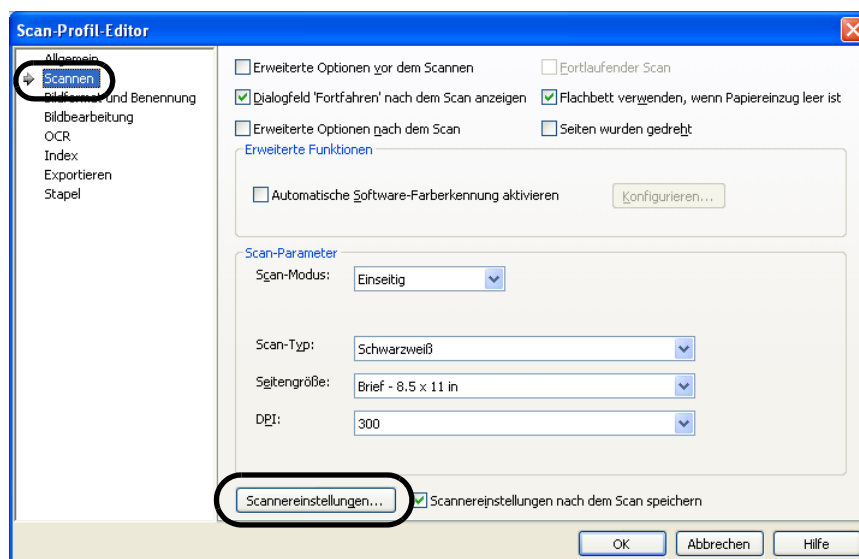 Scan-Profil-Editor
Allgemein
Scannen
Bildformat und Benennung
Bildbearbeitung
OCR
Index
Exportieren
Stapel
Erweiterte Optionen vor dem Scannen
Fortlaufender Scan
Dialogfeld 'Fortfahren' nach dem Scan anzeigen
Flachbett verwenden, wenn Papiereinzug leer ist
Erweiterte Optionen nach dem Scan
Seiten wurden gedreht
Erweiterte Funktionen
Automatische Software-Farberkennung aktivieren
Konfigurieren...
Scan-Parameter
Scan-Modus:
Einseitig
Scan-Typ:
Schwarzweiß
Seitengröße:
Brief - 8.5 x 11 in
DPI:
300
Scannereinstellungen...
Scannereinstellungen nach dem Scan speichern
OK
Abbrechen
Hilfe